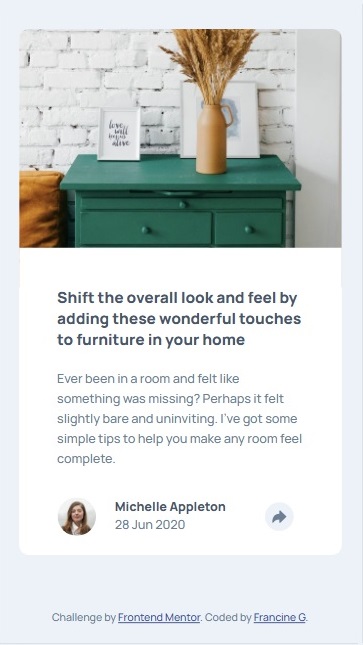 love
will
keep us
alive
Shift the overall look and feel by
adding these wonderful touches
to furniture in your home
Ever been in a room and felt like
something was missing? Perhaps it felt
slightly bare and uninviting. I've got some
simple tips to help you make any room feel
complete.
Michelle Appleton
28 Jun 2020
Challenge by Frontend Mentor. Coded by Francine G.